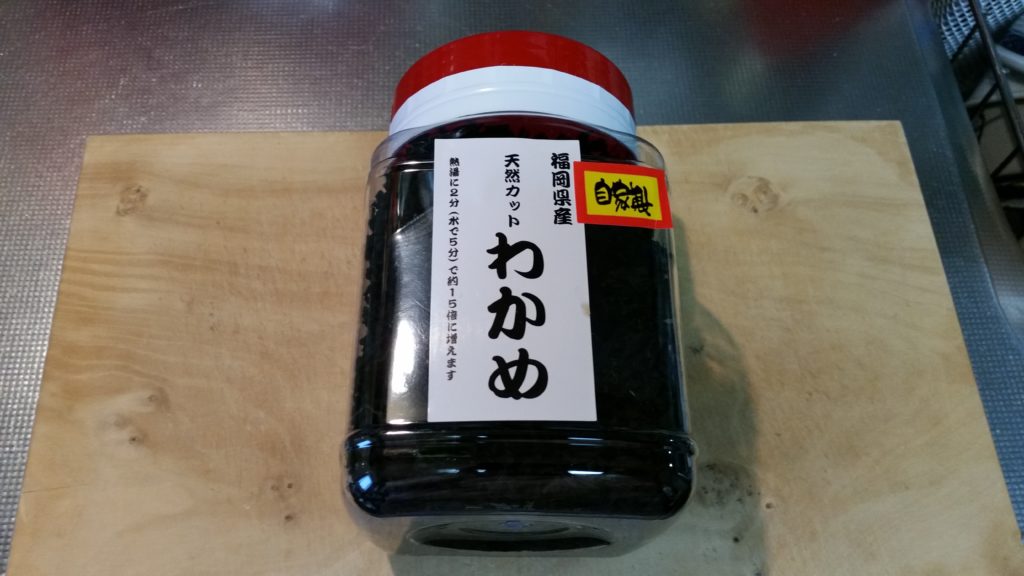 福岡県産
自家製
天然カット
わかめ
熱湯に2分(水で5分)で約15倍に増えます